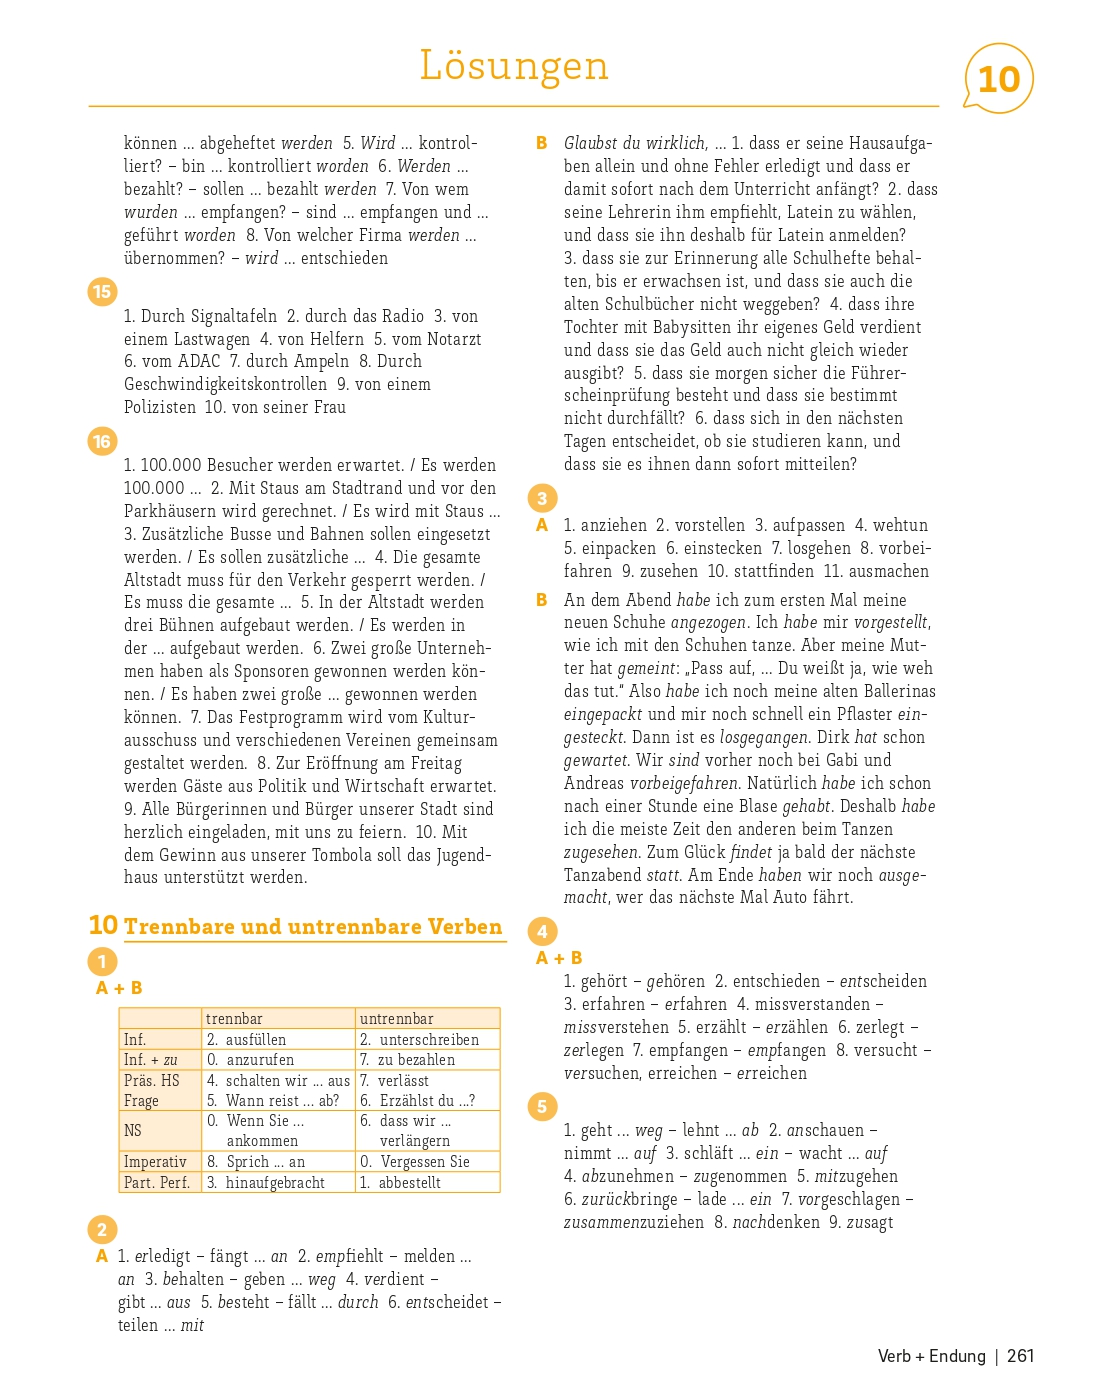 Lösungen
10
können ... abgeheftet werden 5. Wird ... kontrol-
liert? – bin ... kontrolliert worden 6. Werden ...
bezahlt? – sollen ... bezahlt werden 7. Von wem
wurden ... empfangen? – sind ... empfangen und ...
geführt worden 8. Von welcher Firma werden ...
übernommen? – wird ... entschieden
15
1. Durch Signaltafeln 2. durch das Radio 3. von
einem Lastwagen 4. von Helfern 5. vom Notarzt
6. vom ADAC 7. durch Ampeln 8. Durch
Geschwindigkeitskontrollen 9. von einem
Polizisten 10. von seiner Frau
16
1. 100.000 Besucher werden erwartet. / Es werden
100.000 ... 2. Mit Staus am Stadtrand und vor den
Parkhäusern wird gerechnet. / Es wird mit Staus ...
3. Zusätzliche Busse und Bahnen sollen eingesetzt
werden. / Es sollen zusätzliche ... 4. Die gesamte
Altstadt muss für den Verkehr gesperrt werden. /
Es muss die gesamte ... 5. In der Altstadt werden
drei Bühnen aufgebaut werden. / Es werden in
der ... aufgebaut werden. 6. Zwei große Unterneh-
men haben als Sponsoren gewonnen werden kön-
nen. / Es haben zwei große ... gewonnen werden
können. 7. Das Festprogramm wird vom Kultur-
ausschuss und verschiedenen Vereinen gemeinsam
gestaltet werden. 8. Zur Eröffnung am Freitag
werden Gäste aus Politik und Wirtschaft erwartet.
9. Alle Bürgerinnen und Bürger unserer Stadt sind
herzlich eingeladen, mit uns zu feiern. 10. Mit
dem Gewinn aus unserer Tombola soll das Jugend-
haus unterstützt werden.
10 Trennbare und untrennbare Verben
1
A + B
trennbar untrennbar
Inf. 2. ausfüllen 2. unterschreiben
Inf. + zu 0. anzurufen 7. zu bezahlen
Präs. HS 4. schalten wir ... aus 7. verlässt
Frage 5. Wann reist ... ab? 6. Erzählst du ...?
NS 0. Wenn Sie ... 6. dass wir ...
ankommen verlängern
Imperativ 8. Sprich ... an 0. Vergessen Sie
Part. Perf. 3. hinaufgebracht 1. abbestellt
2
A 1. erledigt – fängt ... an 2. empfiehlt – melden ...
an 3. behalten – geben ... weg 4. verdient –
gibt ... aus 5. besteht – fällt ... durch 6. entscheidet –
teilen ... mit
B Glaubst du wirklich, ... 1. dass er seine Hausaufga-
ben allein und ohne Fehler erledigt und dass er
damit sofort nach dem Unterricht anfängt? 2. dass
seine Lehrerin ihm empfiehlt, Latein zu wählen,
und dass sie ihn deshalb für Latein anmelden?
3. dass sie zur Erinnerung alle Schulhefte behal-
ten, bis er erwachsen ist, und dass sie auch die
alten Schulbücher nicht weggeben? 4. dass ihre
Tochter mit Babysitten ihr eigenes Geld verdient
und dass sie das Geld auch nicht gleich wieder
ausgibt? 5. dass sie morgen sicher die Führer-
scheinprüfung besteht und dass sie bestimmt
nicht durchfällt? 6. dass sich in den nächsten
Tagen entscheidet, ob sie studieren kann, und
dass sie es ihnen dann sofort mitteilen?
3
A 1. anziehen 2. vorstellen 3. aufpassen 4. wehtun
5. einpacken 6. einstecken 7. losgehen 8. vorbei-
fahren 9. zusehen 10. stattfinden 11. ausmachen
B An dem Abend habe ich zum ersten Mal meine
neuen Schuhe angezogen. Ich habe mir vorgestellt,
wie ich mit den Schuhen tanze. Aber meine Mut-
ter hat gemeint: „Pass auf, ... Du weißt ja, wie weh
das tut.“ Also habe ich noch meine alten Ballerinas
eingepackt und mir noch schnell ein Pflaster ein-
gesteckt. Dann ist es losgegangen. Dirk hat schon
gewartet. Wir sind vorher noch bei Gabi und
Andreas vorbeigefahren. Natürlich habe ich schon
nach einer Stunde eine Blase gehabt. Deshalb habe
ich die meiste Zeit den anderen beim Tanzen
zugesehen. Zum Glück findet ja bald der nächste
Tanzabend statt. Am Ende haben wir noch ausge-
macht, wer das nächste Mal Auto fährt.
4
A + B
1. gehört – gehören 2. entschieden – entscheiden
3. erfahren – erfahren 4. missverstanden –
missverstehen 5. erzählt – erzählen 6. zerlegt –
zerlegen 7. empfangen – empfangen 8. versucht –
versuchen, erreichen – erreichen
5
1. geht ... weg – lehnt ... ab 2. anschauen –
nimmt ... auf 3. schläft ... ein – wacht ... auf
4. abzunehmen – zugenommen 5. mitzugehen
6. zurückbringe – lade ... ein 7. vorgeschlagen –
zusammenzuziehen 8. nachdenken 9. zusagt
Verb + Endung | 261